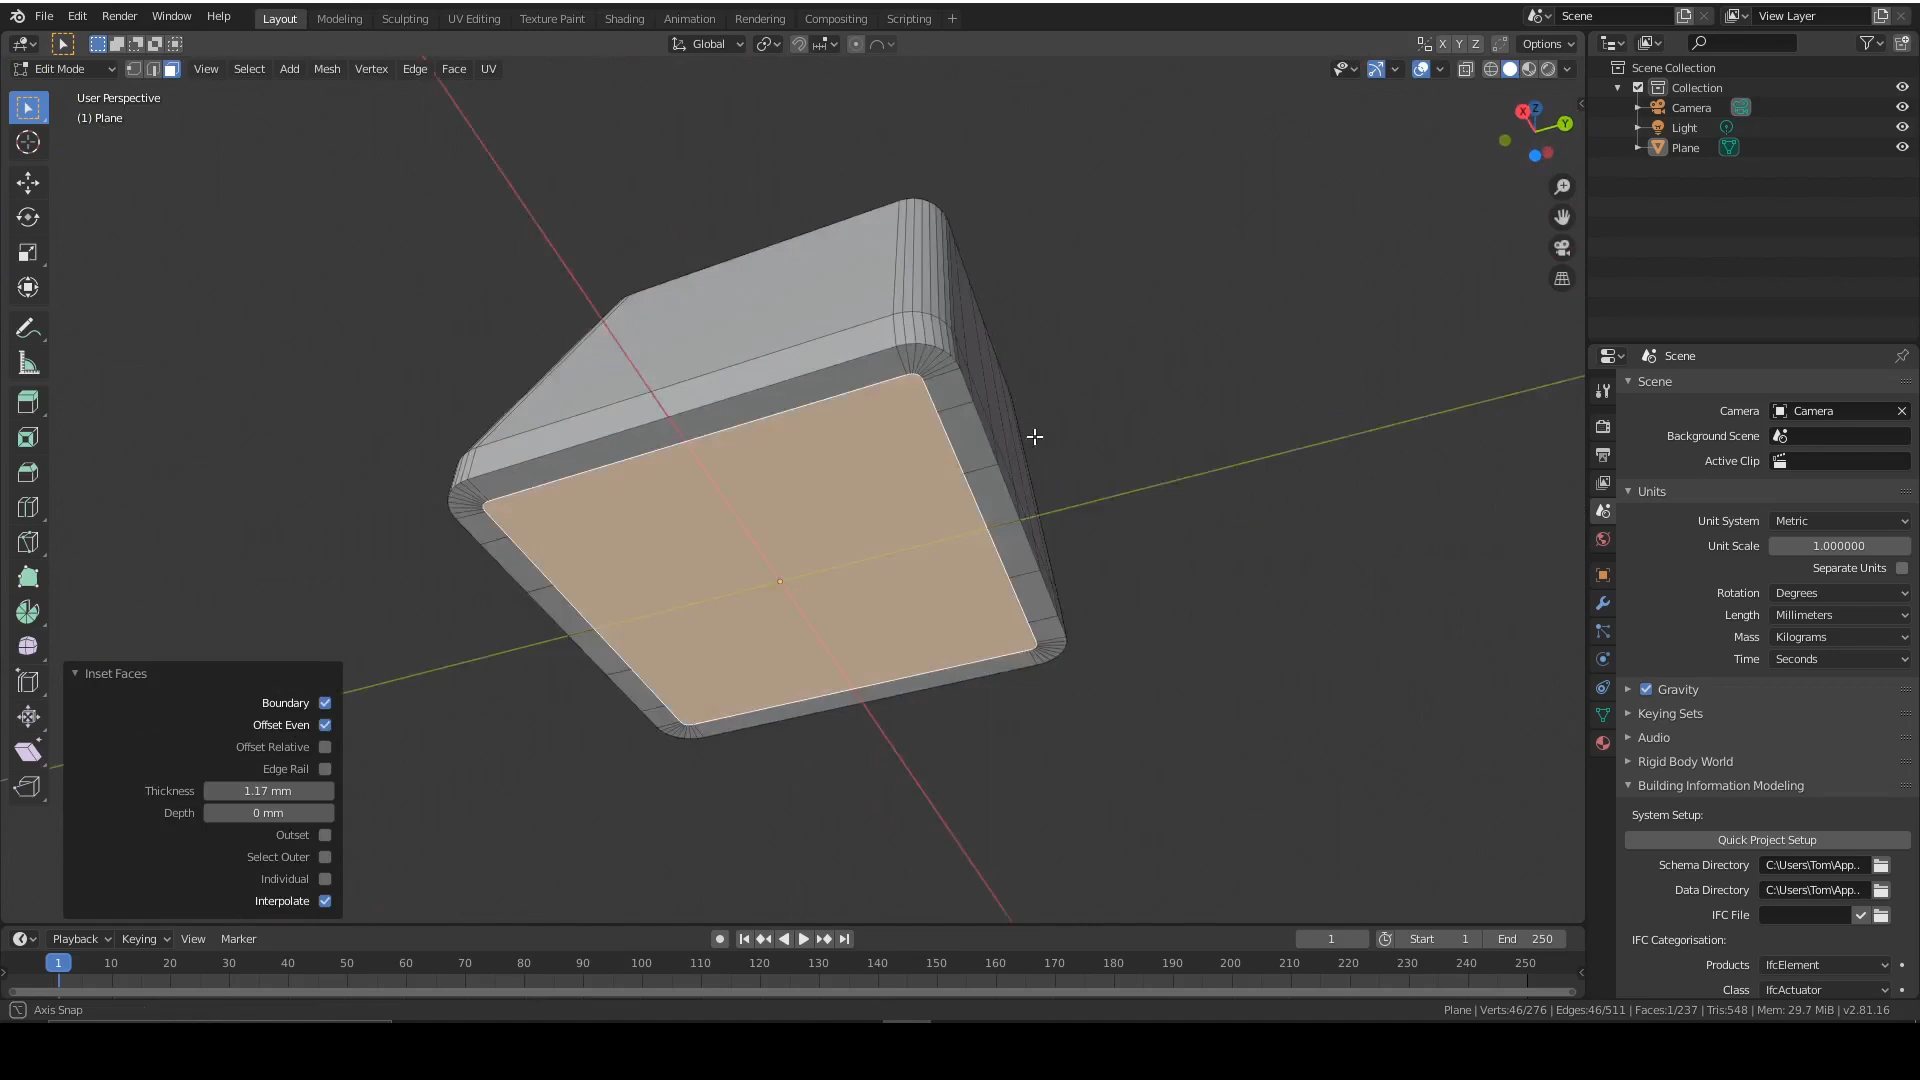 File Edit Render Window Help Layout Modeling Sculpting UV Editing Texture Paint Shading Animation Rendering Compositing Scripting + Scene View Layer
Global X Y Z Options
Edit Mode View Select Add Mesh Vertex Edge Face UV
User Perspective
(1) Plane
X Z Y
Scene Collection
Collection
Camera
Light
Plane
Scene
Scene
Camera Camera
Background Scene
Active Clip
Units
Unit System Metric
Unit Scale 1.000000
Separate Units
Rotation Degrees
Length Millimeters
Mass Kilograms
Time Seconds
Gravity
Keying Sets
Audio
Rigid Body World
Building Information Modeling
System Setup:
Quick Project Setup
Schema Directory C:\Users\Tom\App..
Data Directory C:\Users\Tom\App..
IFC File
IFC Categorisation:
Products IfcElement
Class IfcActuator
Inset Faces
Boundary
Offset Even
Offset Relative
Edge Rail
Thickness 1.17 mm
Depth 0 mm
Outset
Select Outer
Individual
Interpolate
Playback Keying View Marker 1 Start 1 End 250
1 10 20 30 40 50 60 70 80 90 100 110 120 130 140 150 160 170 180 190 200 210 220 230 240 250
Axis Snap Plane | Verts:46/276 | Edges:46/511 | Faces:1/237 | Tris:548 | Mem: 29.7 MiB | v2.81.16